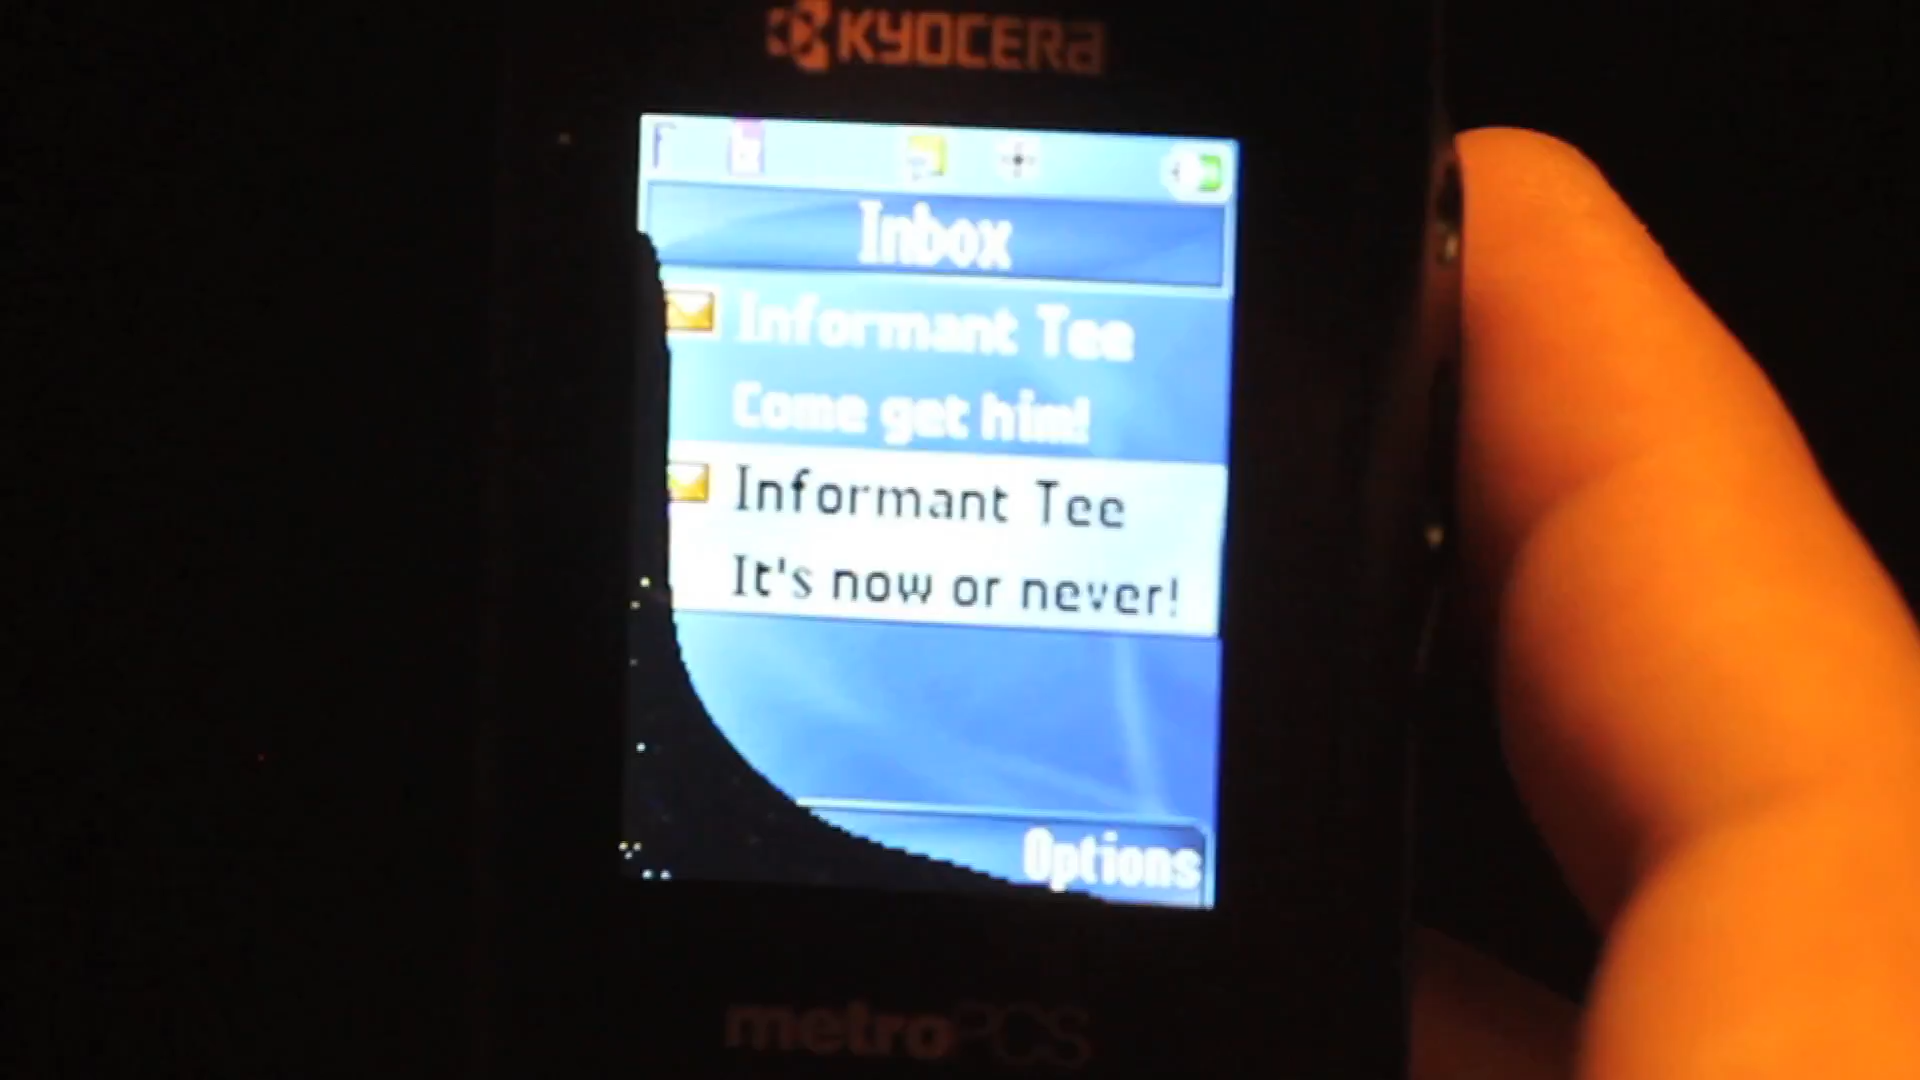 KYOCERA
Inbox
Informant Tee
Come get him!
Informant Tee
It's now or never!
Options
metroPCS